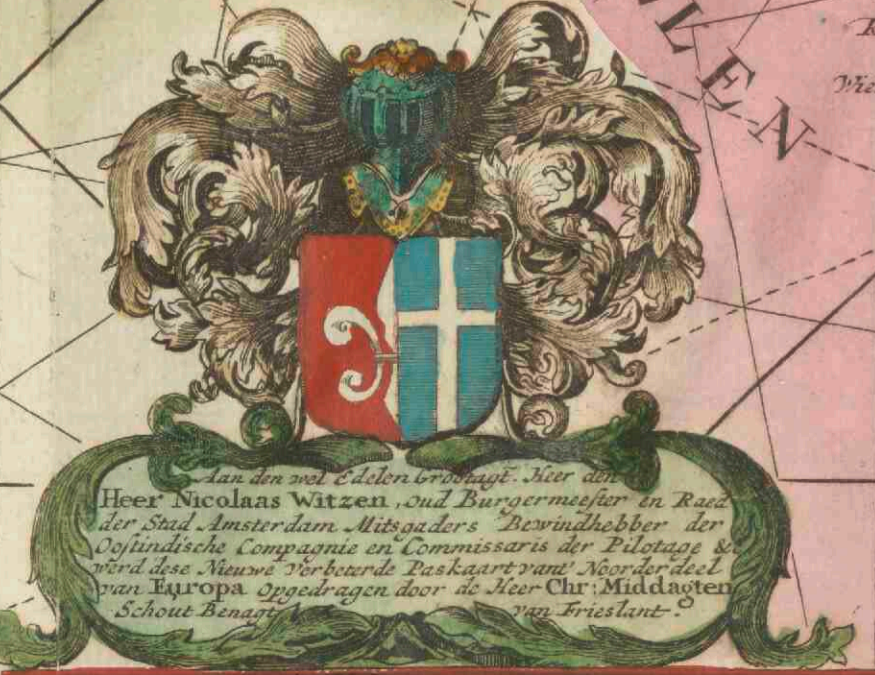 LEN
Wie
Aan den wel Edelen Grootagt. Heer den
Heer Nicolaas Witzen, oud Burgermeester en Raed
der Stad Amsterdam Mitsgaders Bewindhebber der
Oostindische Compagnie en Commissaris der Pilotage &c
werd dese Nieuwe Verbeterde Paskaart vant Noorder deel
van Europa Opgedragen door de Heer Chr: Middagten
Schout Benagt van Frieslant.